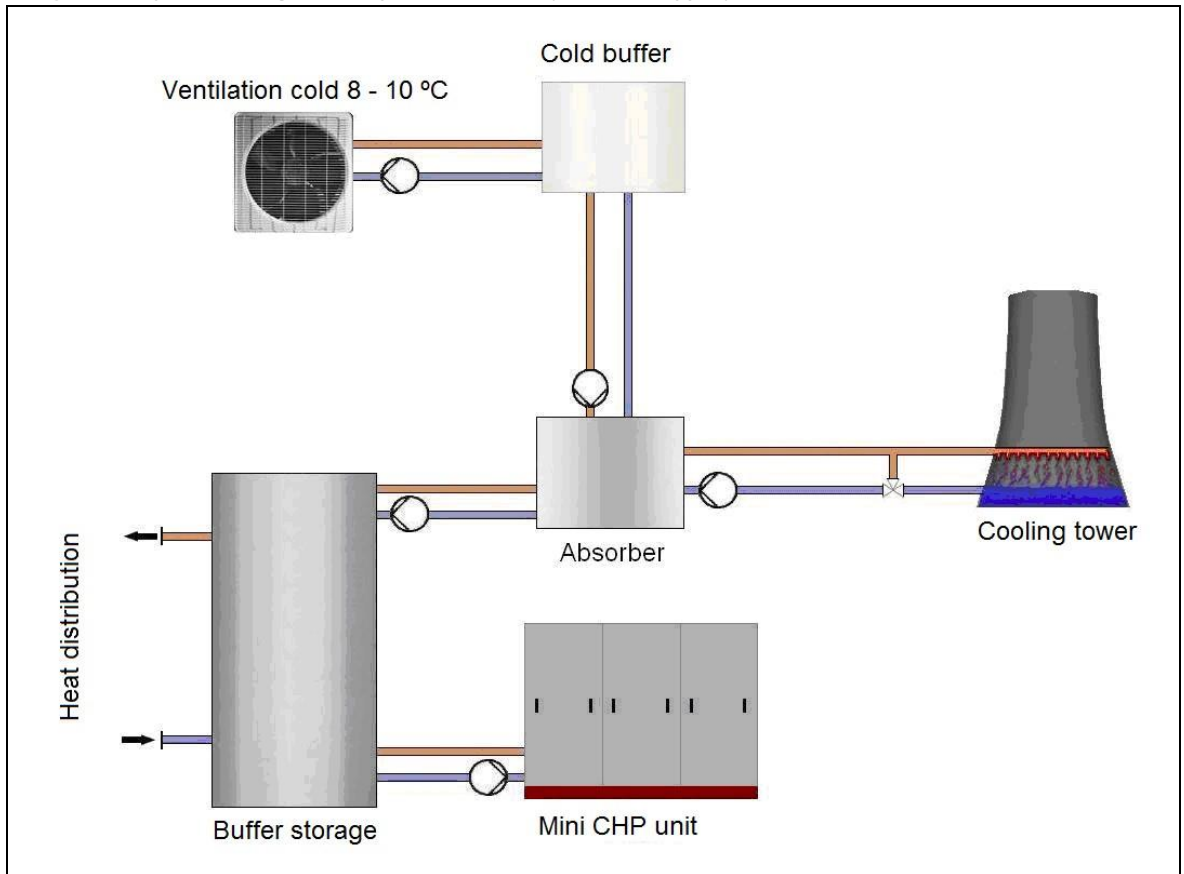 Cold buffer
Ventilation cold 8 - 10 ºC
Cooling tower
Absorber
Heat distribution
Buffer storage
Mini CHP unit